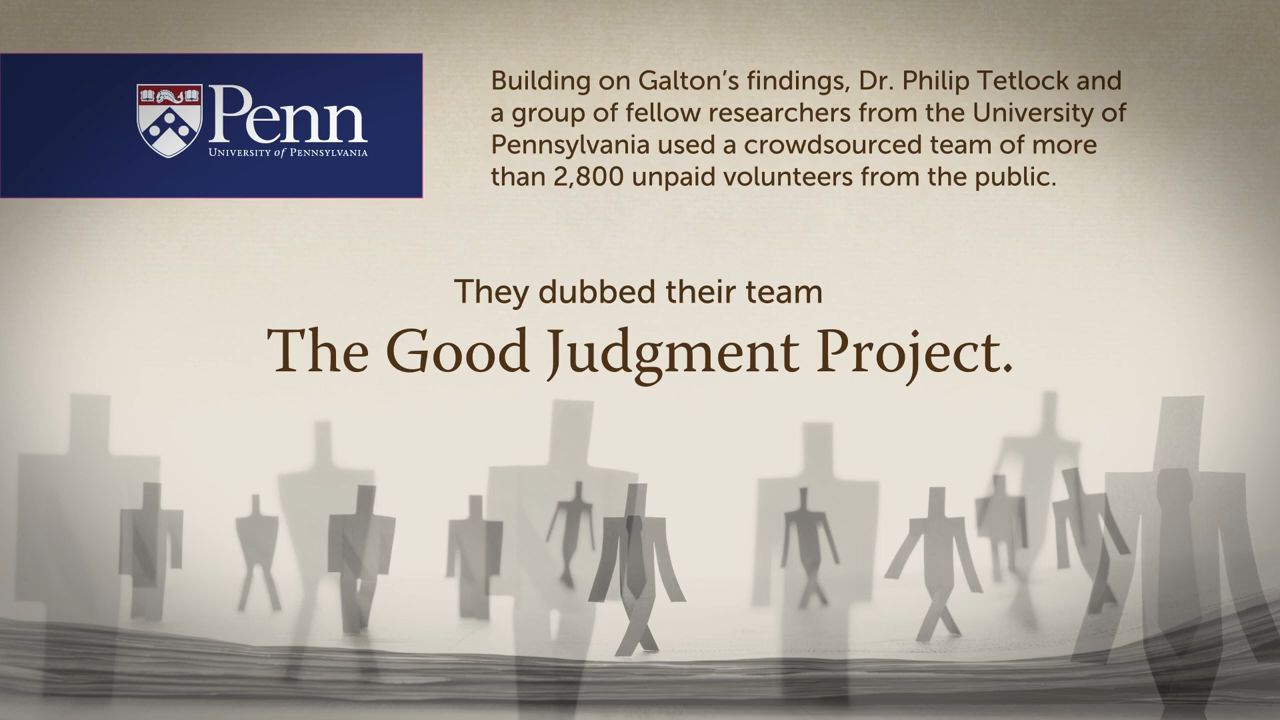 Penn
UNIVERSITY of PENNSYLVANIA
Building on Galton's findings, Dr. Philip Tetlock and
a group of fellow researchers from the University of
Pennsylvania used a crowdsourced team of more
than 2,800 unpaid volunteers from the public.
They dubbed their team
The Good Judgment Project.